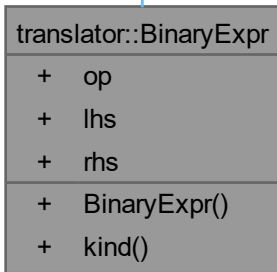 translator::BinaryExpr
+ op
+ lhs
+ rhs
+ BinaryExpr()
+ kind()